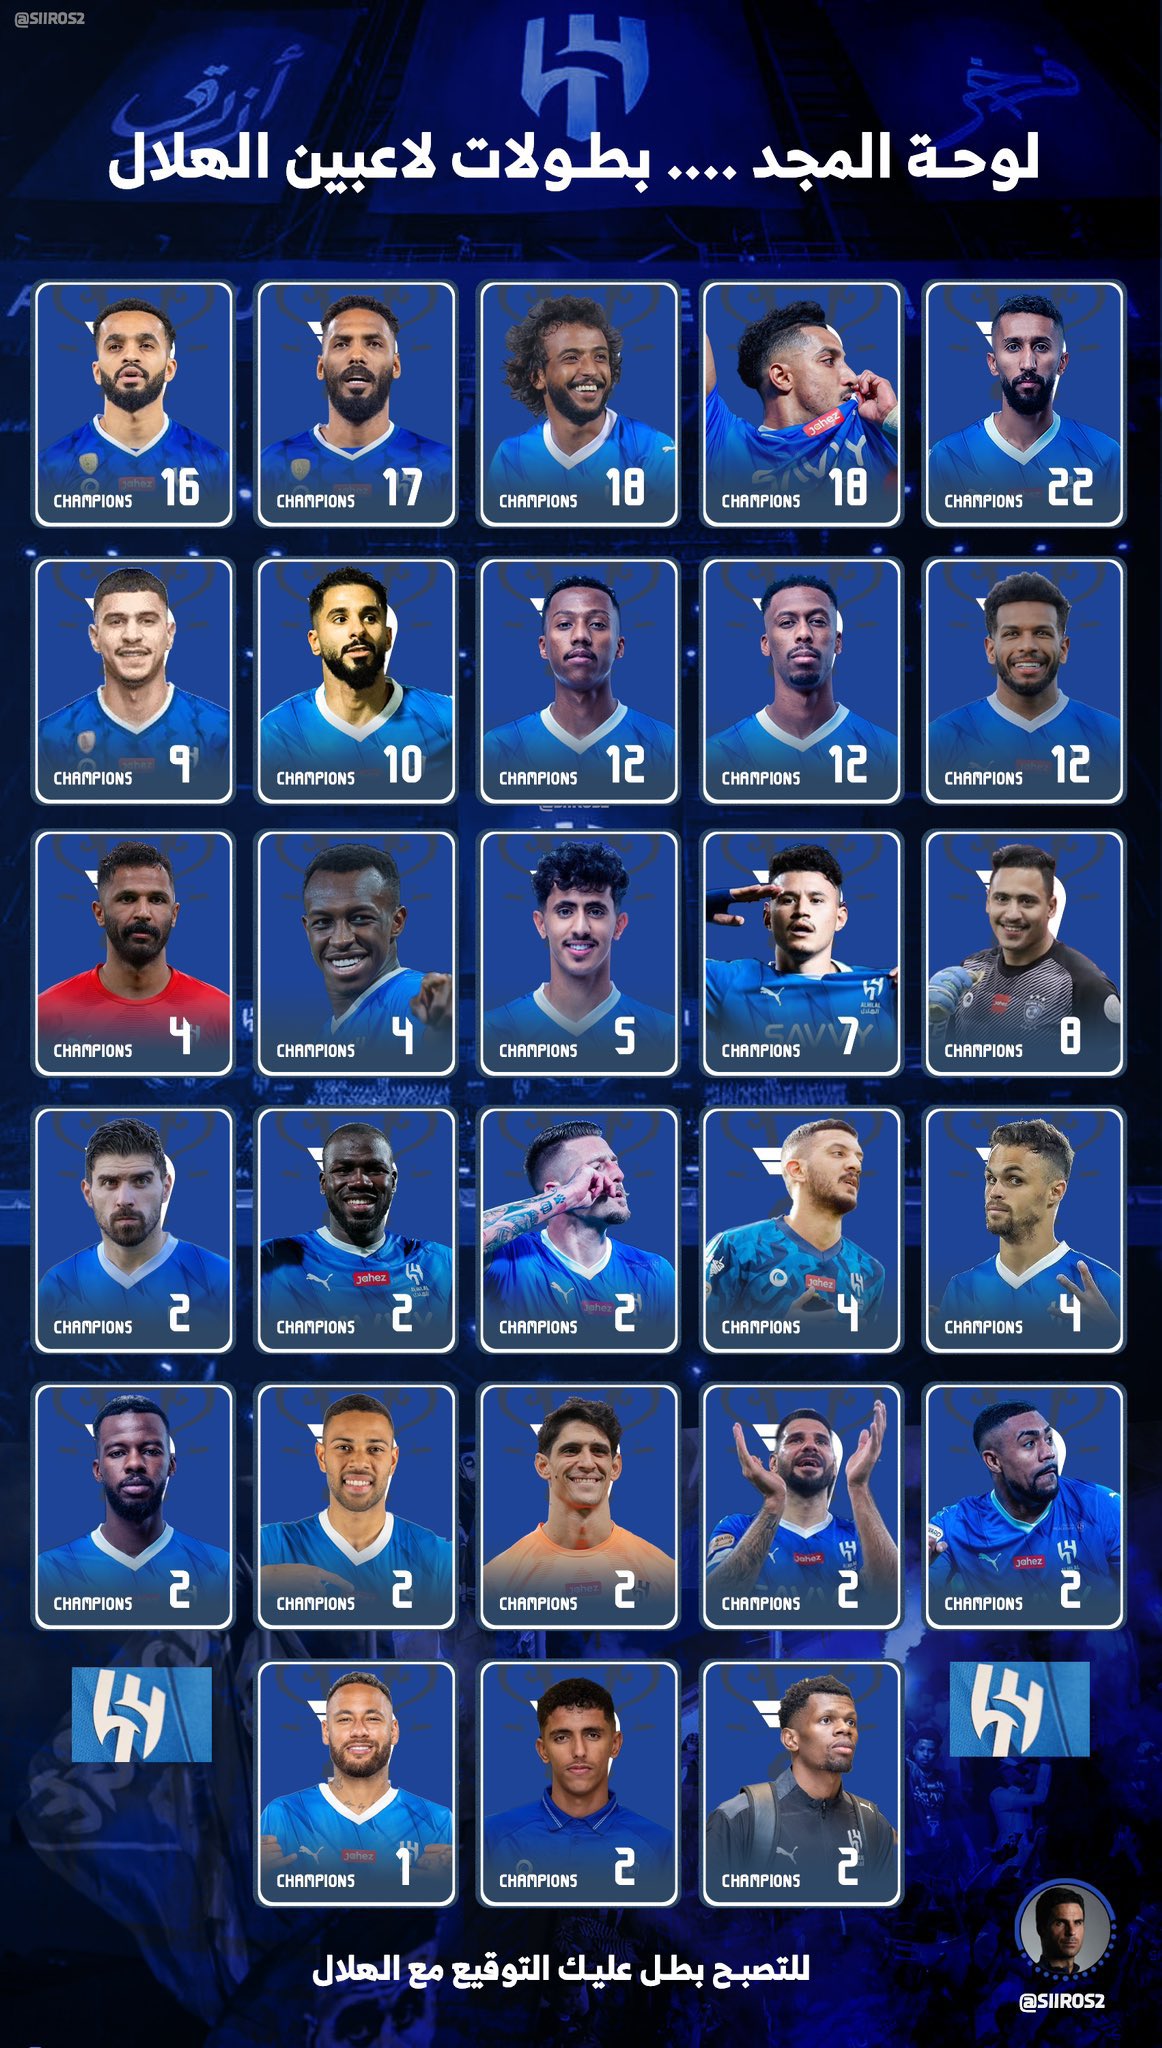 @SIIROS2
فخر
أزرق
لوحة المجد .... بطولات لاعبين الهلال
CHAMPIONS 22
CHAMPIONS 18
CHAMPIONS 18
CHAMPIONS 17
CHAMPIONS 16
CHAMPIONS 12
CHAMPIONS 12
CHAMPIONS 12
CHAMPIONS 10
CHAMPIONS 9
@SIIROS2
CHAMPIONS 8
CHAMPIONS 7
CHAMPIONS 5
CHAMPIONS 4
CHAMPIONS 4
CHAMPIONS 4
CHAMPIONS 4
CHAMPIONS 2
CHAMPIONS 2
CHAMPIONS 2
CHAMPIONS 2
CHAMPIONS 2
CHAMPIONS 2
CHAMPIONS 2
CHAMPIONS 2
CHAMPIONS 2
CHAMPIONS 2
CHAMPIONS 1
للتصبح بطل عليك التوقيع مع الهلال
@SIIROS2